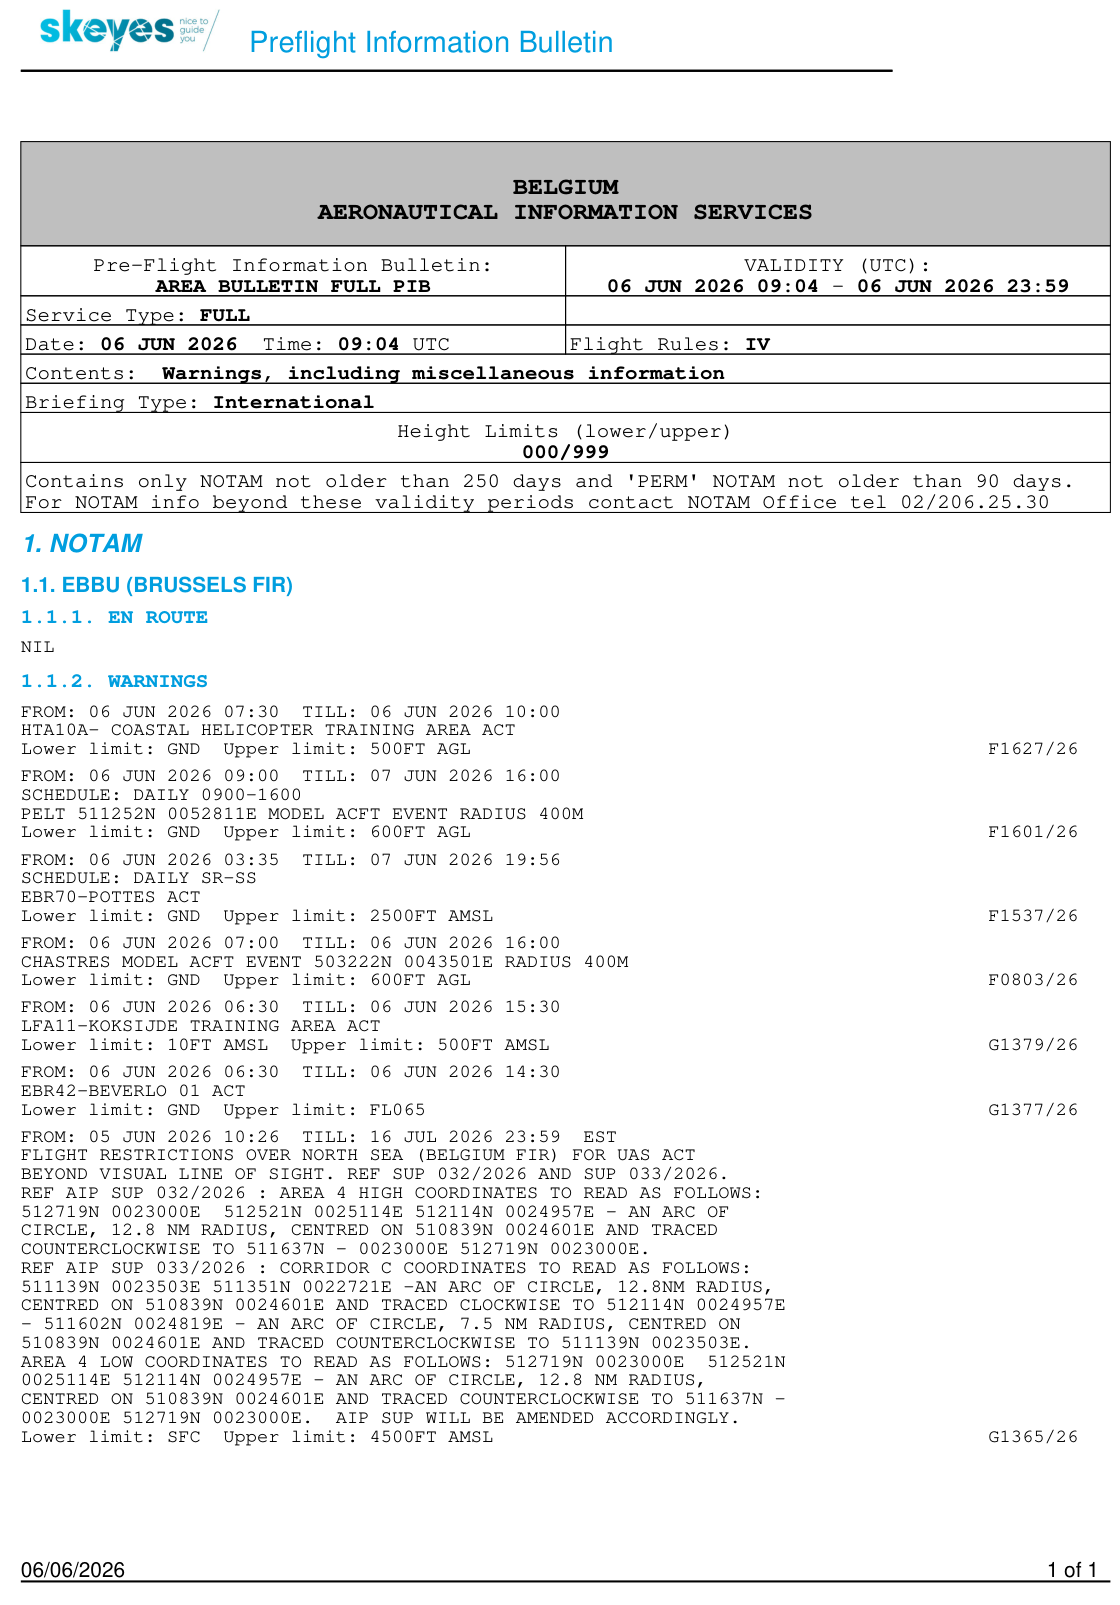 skeyes nice to guide you
Preflight Information Bulletin
BELGIUM
AERONAUTICAL INFORMATION SERVICES
Pre-Flight Information Bulletin:
AREA BULLETIN FULL PIB
VALIDITY (UTC):
06 JUN 2026 09:04 - 06 JUN 2026 23:59
Service Type: FULL
Date: 06 JUN 2026  Time: 09:04 UTC
Flight Rules: IV
Contents:  Warnings, including miscellaneous information
Briefing Type: International
Height Limits (lower/upper)
000/999
Contains only NOTAM not older than 250 days and 'PERM' NOTAM not older than 90 days.
For NOTAM info beyond these validity periods contact NOTAM Office tel 02/206.25.30
1. NOTAM
1.1. EBBU (BRUSSELS FIR)
1.1.1. EN ROUTE
NIL
1.1.2. WARNINGS
FROM: 06 JUN 2026 07:30  TILL: 06 JUN 2026 10:00
HTA10A- COASTAL HELICOPTER TRAINING AREA ACT
Lower limit: GND  Upper limit: 500FT AGL F1627/26
FROM: 06 JUN 2026 09:00  TILL: 07 JUN 2026 16:00
SCHEDULE: DAILY 0900-1600
PELT 511252N 0052811E MODEL ACFT EVENT RADIUS 400M
Lower limit: GND  Upper limit: 600FT AGL F1601/26
FROM: 06 JUN 2026 03:35  TILL: 07 JUN 2026 19:56
SCHEDULE: DAILY SR-SS
EBR70-POTTES ACT
Lower limit: GND  Upper limit: 2500FT AMSL F1537/26
FROM: 06 JUN 2026 07:00  TILL: 06 JUN 2026 16:00
CHASTRES MODEL ACFT EVENT 503222N 0043501E RADIUS 400M
Lower limit: GND  Upper limit: 600FT AGL F0803/26
FROM: 06 JUN 2026 06:30  TILL: 06 JUN 2026 15:30
LFA11-KOKSIJDE TRAINING AREA ACT
Lower limit: 10FT AMSL  Upper limit: 500FT AMSL G1379/26
FROM: 06 JUN 2026 06:30  TILL: 06 JUN 2026 14:30
EBR42-BEVERLO 01 ACT
Lower limit: GND  Upper limit: FL065 G1377/26
FROM: 05 JUN 2026 10:26  TILL: 16 JUL 2026 23:59  EST
FLIGHT RESTRICTIONS OVER NORTH SEA (BELGIUM FIR) FOR UAS ACT
BEYOND VISUAL LINE OF SIGHT. REF SUP 032/2026 AND SUP 033/2026.
REF AIP SUP 032/2026 : AREA 4 HIGH COORDINATES TO READ AS FOLLOWS:
512719N 0023000E  512521N 0025114E 512114N 0024957E - AN ARC OF
CIRCLE, 12.8 NM RADIUS, CENTRED ON 510839N 0024601E AND TRACED
COUNTERCLOCKWISE TO 511637N - 0023000E 512719N 0023000E.
REF AIP SUP 033/2026 : CORRIDOR C COORDINATES TO READ AS FOLLOWS:
511139N 0023503E 511351N 0022721E -AN ARC OF CIRCLE, 12.8NM RADIUS,
CENTRED ON 510839N 0024601E AND TRACED CLOCKWISE TO 512114N 0024957E
- 511602N 0024819E - AN ARC OF CIRCLE, 7.5 NM RADIUS, CENTRED ON
510839N 0024601E AND TRACED COUNTERCLOCKWISE TO 511139N 0023503E.
AREA 4 LOW COORDINATES TO READ AS FOLLOWS: 512719N 0023000E  512521N
0025114E 512114N 0024957E - AN ARC OF CIRCLE, 12.8 NM RADIUS,
CENTRED ON 510839N 0024601E AND TRACED COUNTERCLOCKWISE TO 511637N -
0023000E 512719N 0023000E.  AIP SUP WILL BE AMENDED ACCORDINGLY.
Lower limit: SFC  Upper limit: 4500FT AMSL G1365/26
06/06/2026 1 of 1